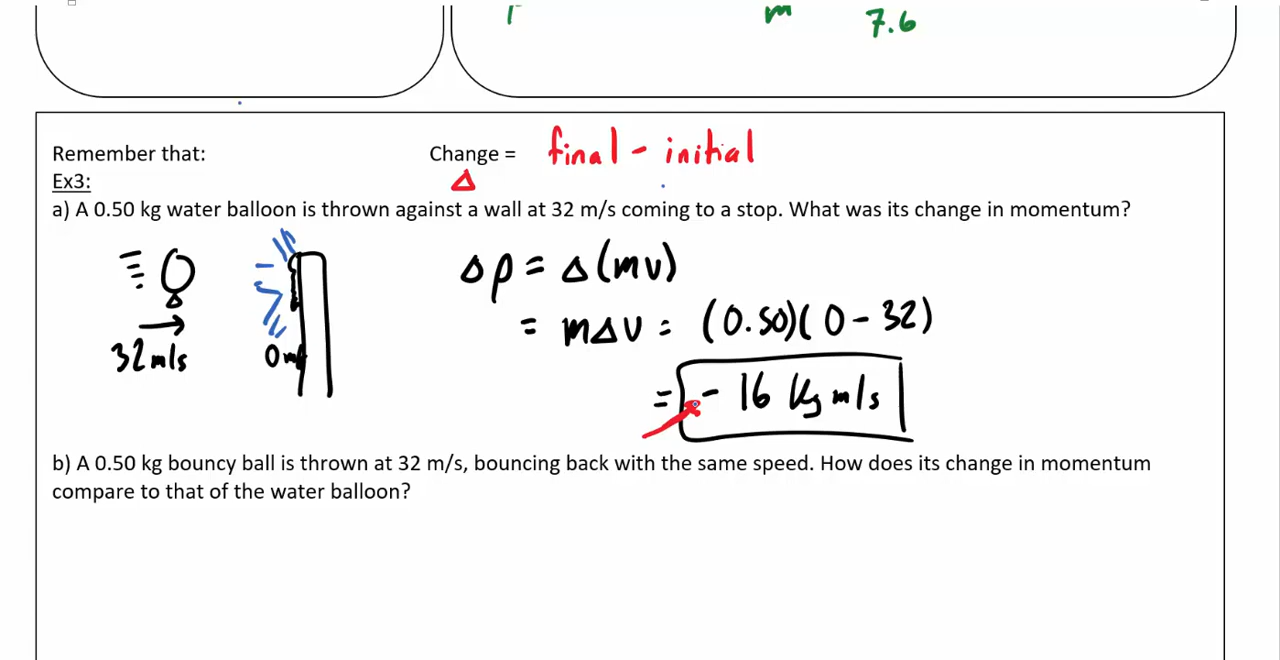 m 7.6
Remember that: Change = final - initial
Δ
Ex3:
a) A 0.50 kg water balloon is thrown against a wall at 32 m/s coming to a stop. What was its change in momentum?
Δp = Δ(mv)
= mΔv = (0.50)(0 - 32)
32 m/s 0 m/s
= - 16 kg m/s
b) A 0.50 kg bouncy ball is thrown at 32 m/s, bouncing back with the same speed. How does its change in momentum
compare to that of the water balloon?